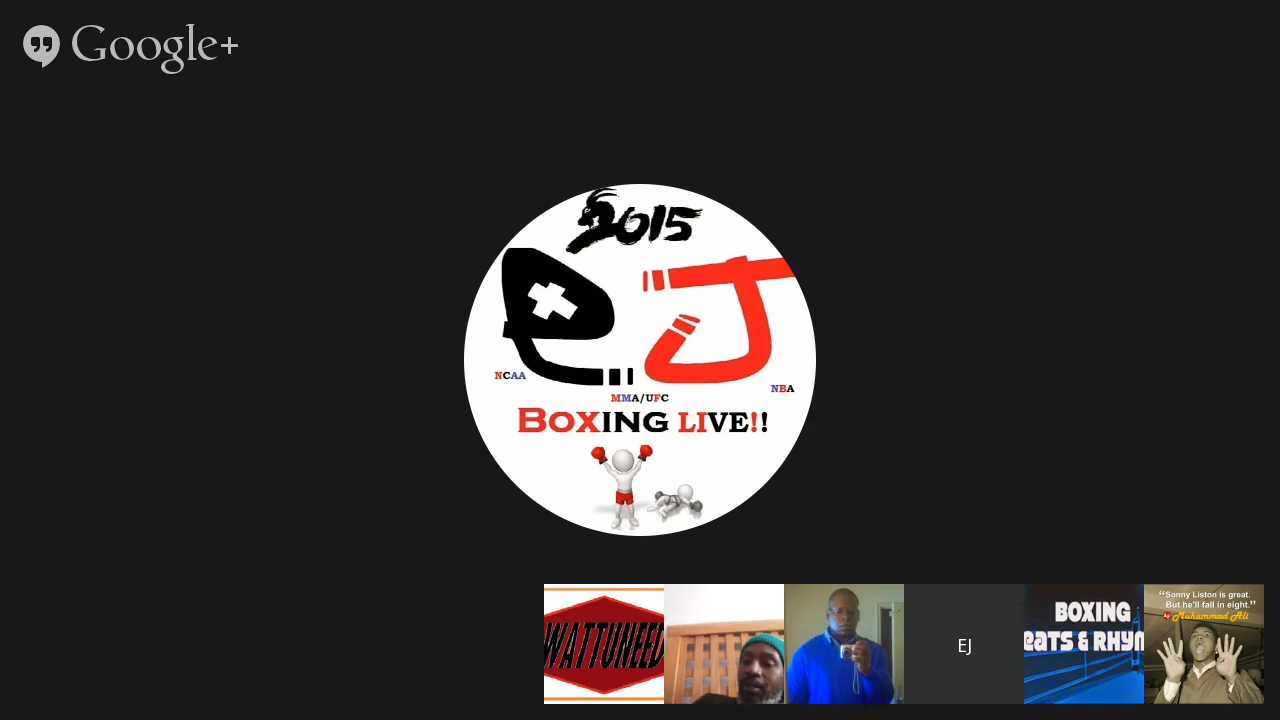 Google+
2015
eJ
NCAA
NBA
MMA/UFC
BOXING LIVE!!
WATTUNEED
EJ
BOXING
EATS & RHYM
“Sonny Liston is great.
But he'll fall in eight.”
by Muhammad Ali